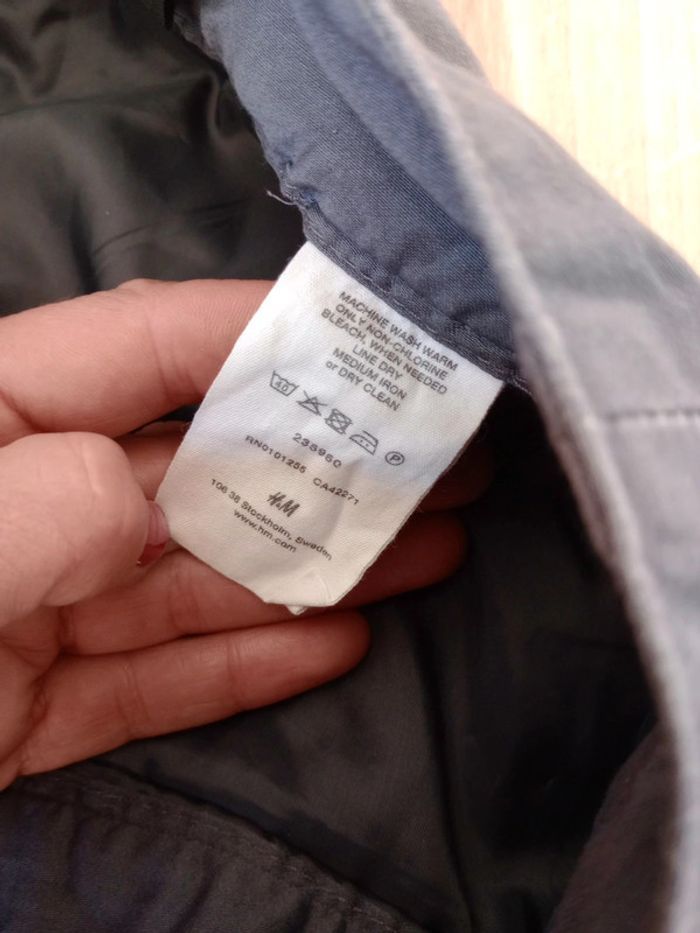 MACHINE WASH WARM
ONLY NON-CHLORINE
BLEACH, WHEN NEEDED
LINE DRY
MEDIUM IRON
or DRY CLEAN
40
P
238960
RN0101255 CA42271
H&M
106 38 Stockholm, Sweden
www.hm.com